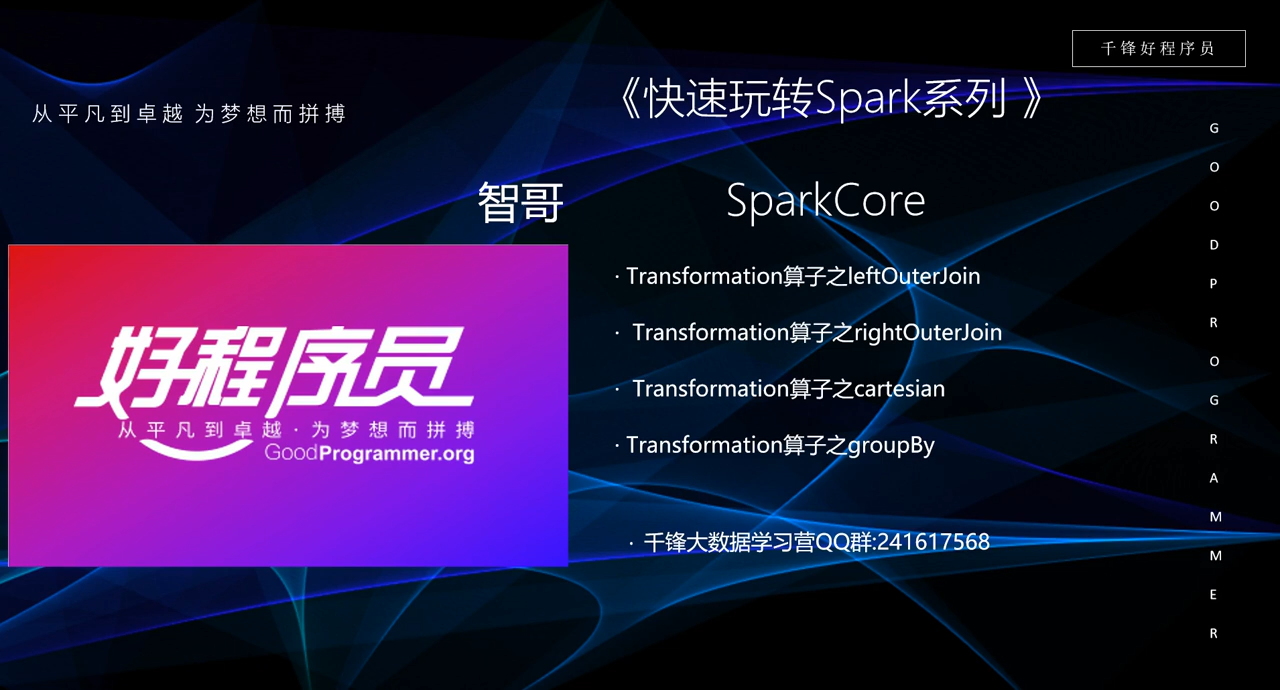 千锋好程序员
从平凡到卓越 为梦想而拼搏
《快速玩转Spark系列 》
智哥
SparkCore
好程序员
从平凡到卓越·为梦想而拼搏
GoodProgrammer.org
· Transformation算子之leftOuterJoin
· Transformation算子之rightOuterJoin
· Transformation算子之cartesian
· Transformation算子之groupBy
· 千锋大数据学习营QQ群:241617568
GOODPROGRAMMER